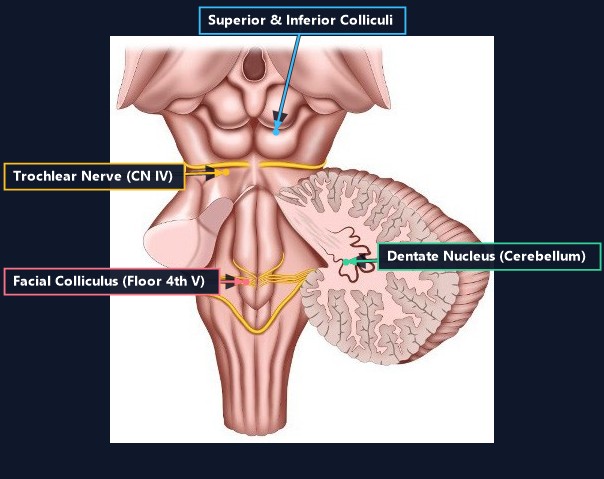 Superior & Inferior Colliculi
Trochlear Nerve (CN IV)
Dentate Nucleus (Cerebellum)
Facial Colliculus (Floor 4th V)